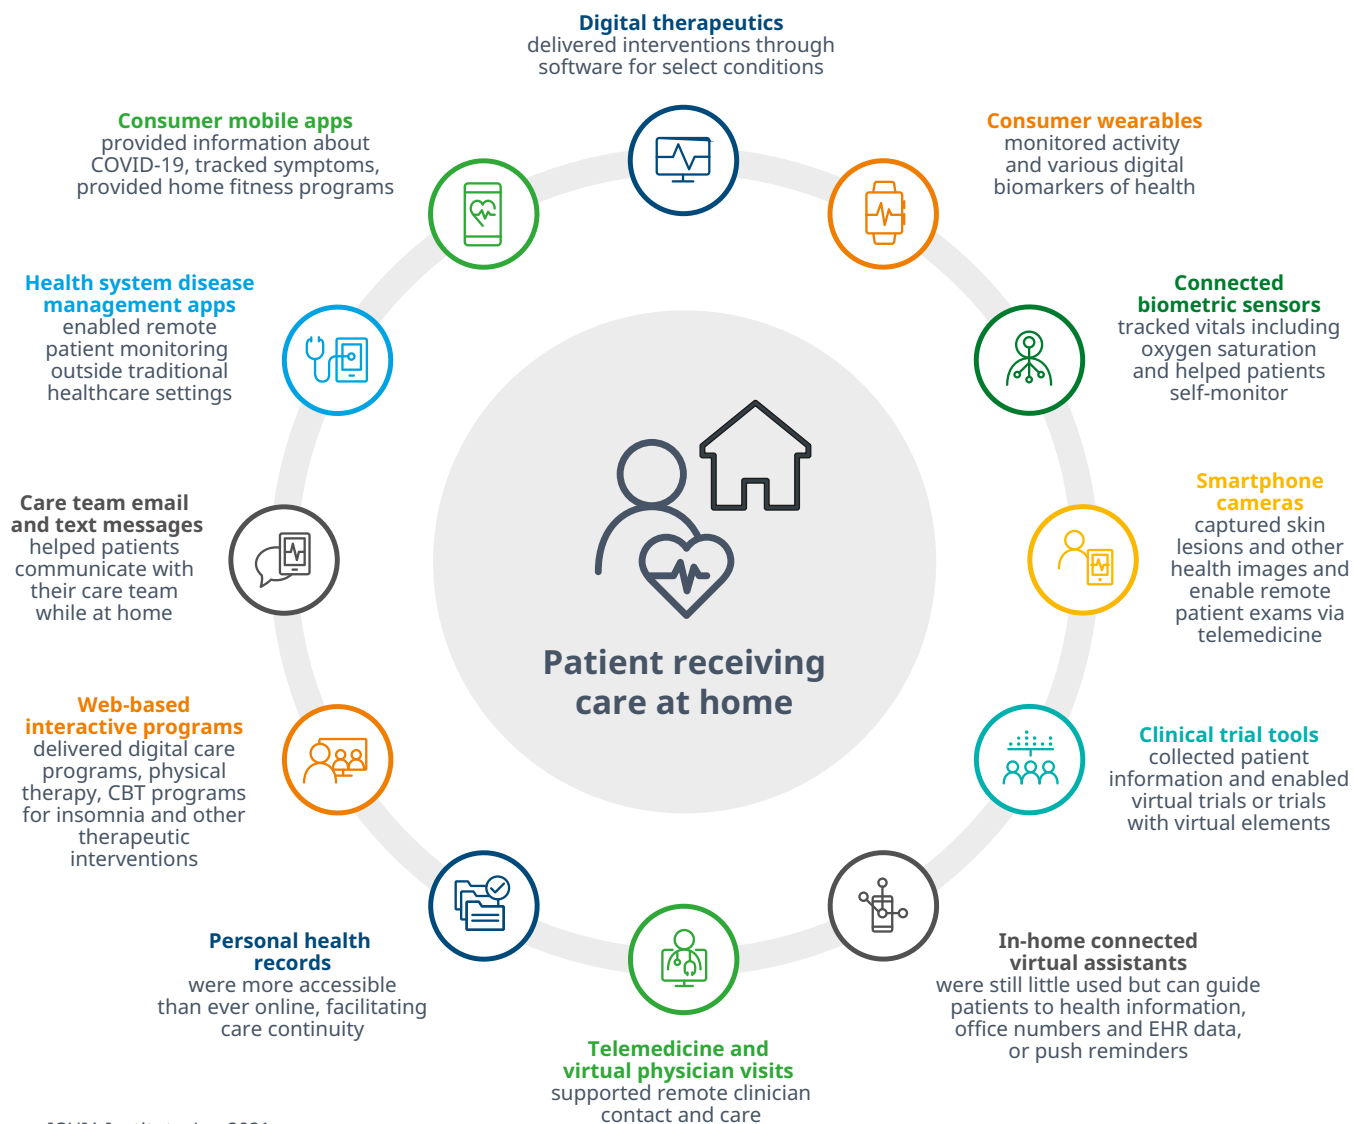 Digital therapeutics
delivered interventions through
software for select conditions
Consumer mobile apps
provided information about
COVID-19, tracked symptoms,
provided home fitness programs
Consumer wearables
monitored activity
and various digital
biomarkers of health
Health system disease
management apps
enabled remote
patient monitoring
outside traditional
healthcare settings
Connected
biometric sensors
tracked vitals including
oxygen saturation
and helped patients
self-monitor
Care team email
and text messages
helped patients
communicate with
their care team
while at home
Smartphone
cameras
captured skin
lesions and other
health images and
enable remote
patient exams via
telemedicine
Patient receiving
care at home
Web-based
interactive programs
delivered digital care
programs, physical
therapy, CBT programs
for insomnia and other
therapeutic
interventions
Clinical trial tools
collected patient
information and enabled
virtual trials or trials
with virtual elements
Personal health
records
were more accessible
than ever online, facilitating
care continuity
In-home connected
virtual assistants
were still little used but can guide
patients to health information,
office numbers and EHR data,
or push reminders
Telemedicine and
virtual physician visits
supported remote clinician
contact and care